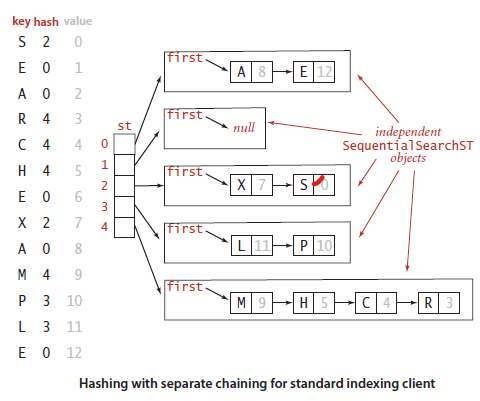 key hash value
S 2 0
E 0 1
A 0 2
R 4 3
C 4 4
H 4 5
E 0 6
X 2 7
A 0 8
M 4 9
P 3 10
L 3 11
E 0 12
st
0
1
2
3
4
first
A 8 E 12
first
null
first
X 7 S 0
first
L 11 P 10
first
M 9 H 5 C 4 R 3
independent
SequentialSearchST
objects
Hashing with separate chaining for standard indexing client